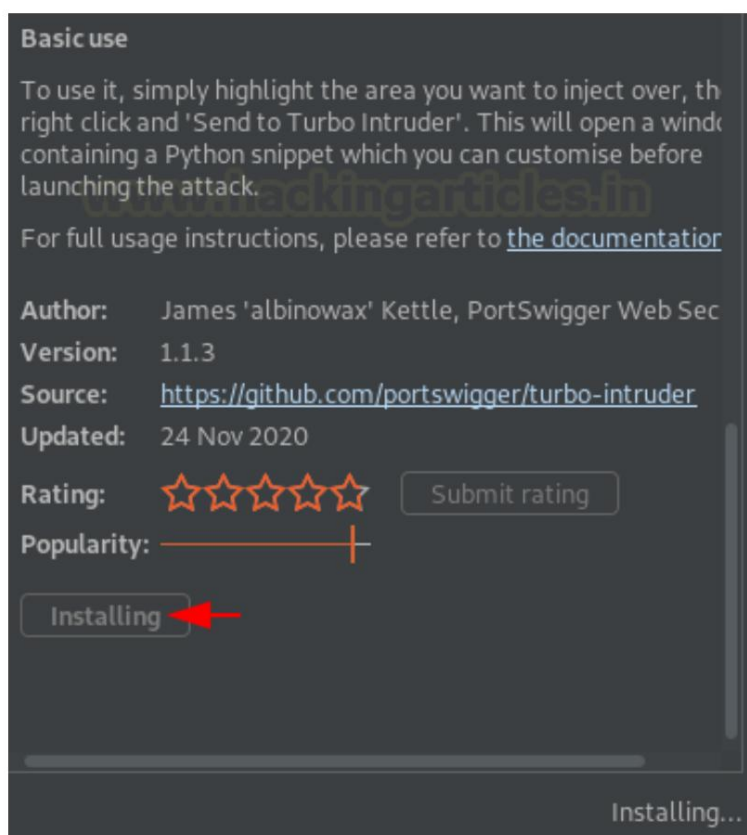 Basic use
To use it, simply highlight the area you want to inject over, th
right click and 'Send to Turbo Intruder'. This will open a windo
containing a Python snippet which you can customise before
launching the attack.
www.hackingarticles.in
For full usage instructions, please refer to the documentation
Author: James 'albinowax' Kettle, PortSwigger Web Sec
Version: 1.1.3
Source: https://github.com/portswigger/turbo-intruder
Updated: 24 Nov 2020
Rating: Submit rating
Popularity:
Installing
Installing...